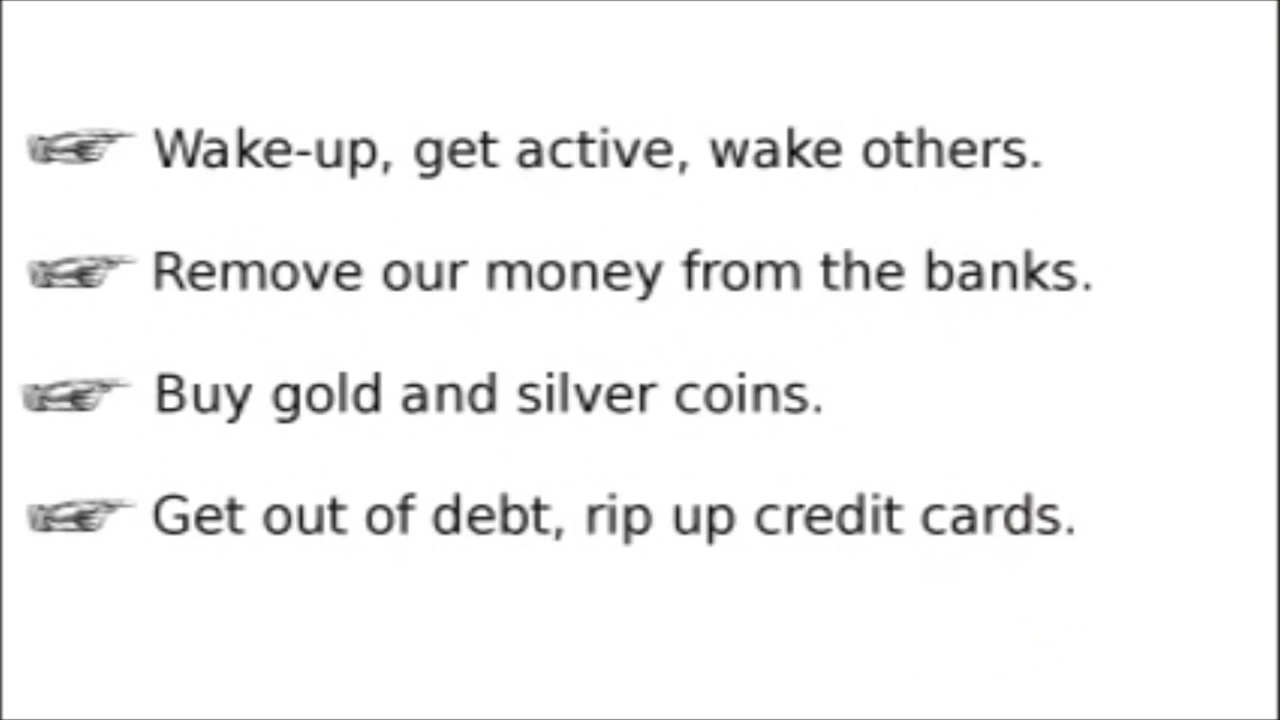 Wake-up, get active, wake others.
Remove our money from the banks.
Buy gold and silver coins.
Get out of debt, rip up credit cards.